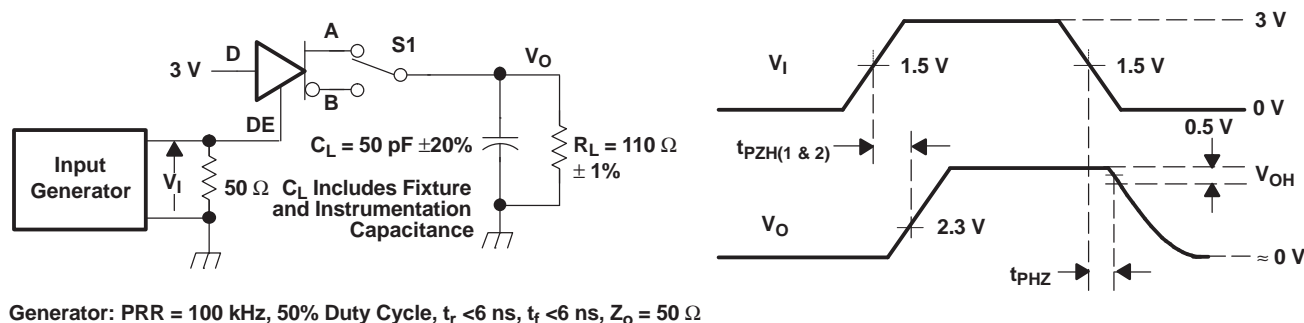 A
S1
D
3 V
B
DE
Input
Generator
VI
50 Ω
CL = 50 pF ±20%
CL Includes Fixture
and Instrumentation
Capacitance
VO
RL = 110 Ω
± 1%
Generator: PRR = 100 kHz, 50% Duty Cycle, tr <6 ns, tf <6 ns, Zo = 50 Ω
3 V
VI
1.5 V
1.5 V
0 V
0.5 V
tPZH(1 & 2)
VOH
VO
2.3 V
≈ 0 V
tPHZ